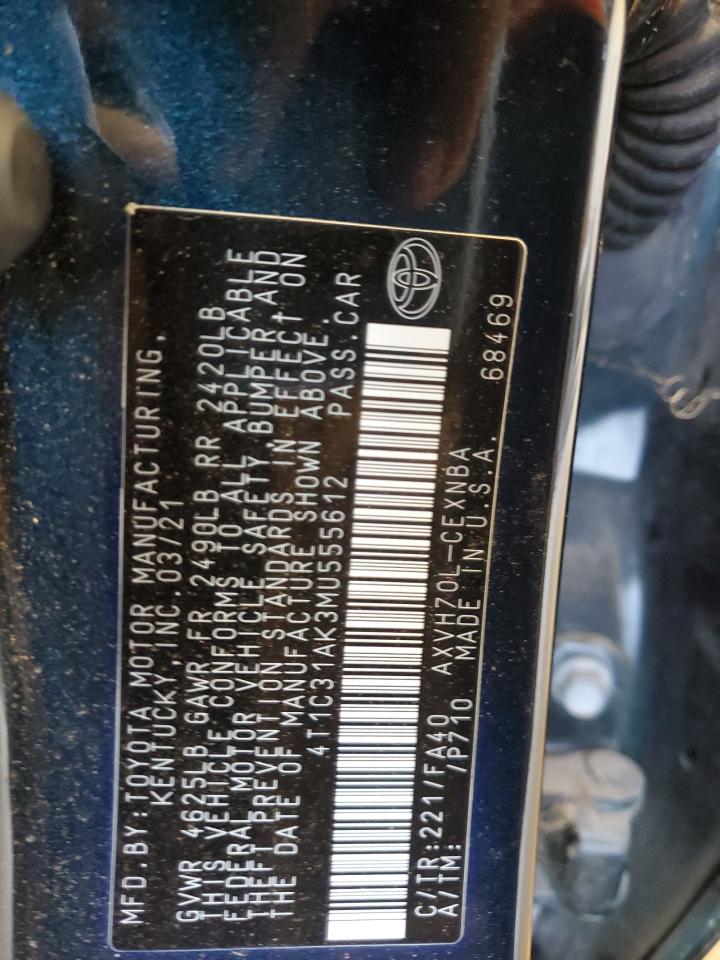 MFD.BY:TOYOTA MOTOR MANUFACTURING,
KENTUCKY,INC.03/21
GVWR 4625LB GAWR FR 2490LB RR 2420LB
THIS VEHICLE CONFORMS TO ALL APPLICABLE
FEDERAL MOTOR VEHICLE SAFETY, BUMPER AND
THEFT PREVENTION STANDARDS IN EFFECT ON
THE DATE OF MANUFACTURE SHOWN ABOVE.
4T1C31AK3MU555612 PASS.CAR
C/TR:221/FA40 AXVH70L-CEXNBA
A/TM: /P710 MADE IN U.S.A. 68469